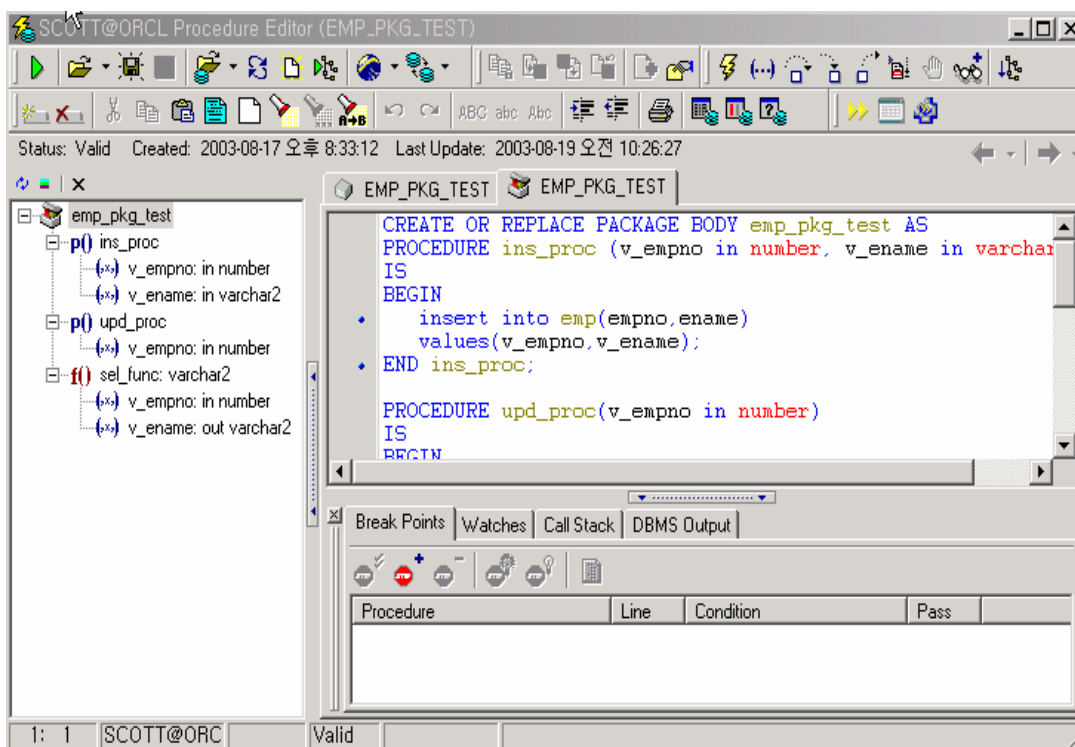 SCOTT@ORCL Procedure Editor (EMP_PKG_TEST)
A→B
ABC abc Abc
Status: Valid Created: 2003-08-17 오후 8:33:12 Last Update: 2003-08-19 오전 10:26:27
emp_pkg_test
p() ins_proc
(,x,) v_empno: in number
(,x,) v_ename: in varchar2
p() upd_proc
(,x,) v_empno: in number
f() sel_func: varchar2
(,x,) v_empno: in number
(,x,) v_ename: out varchar2
EMP_PKG_TEST EMP_PKG_TEST
CREATE OR REPLACE PACKAGE BODY emp_pkg_test AS
PROCEDURE ins_proc (v_empno in number, v_ename in varchar
IS
BEGIN
insert into emp(empno,ename)
values(v_empno,v_ename);
END ins_proc;
PROCEDURE upd_proc(v_empno in number)
IS
BEGIN
Break Points Watches Call Stack DBMS Output
Procedure Line Condition Pass
1: 1 SCOTT@ORC Valid